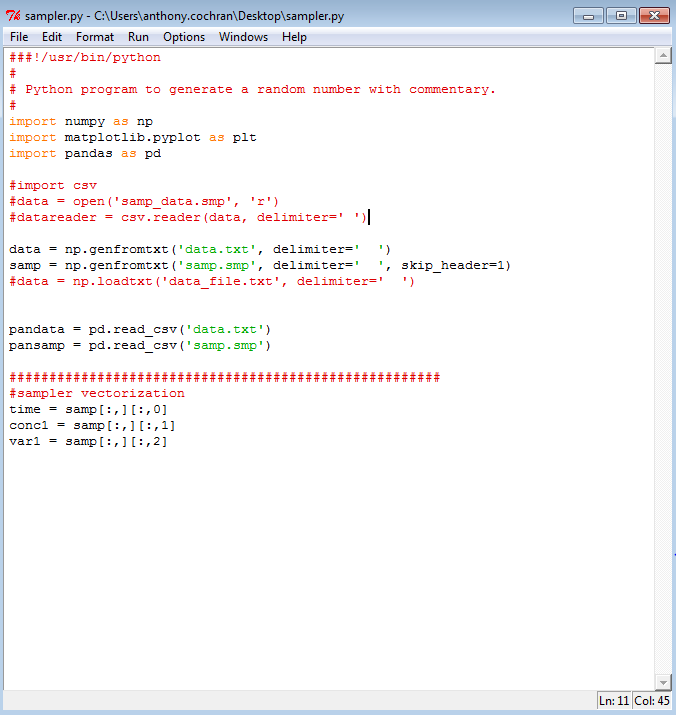 sampler.py - C:\Users\anthony.cochran\Desktop\sampler.py
File Edit Format Run Options Windows Help
###!/usr/bin/python
#
# Python program to generate a random number with commentary.
#
import numpy as np
import matplotlib.pyplot as plt
import pandas as pd
#import csv
#data = open('samp_data.smp', 'r')
#datareader = csv.reader(data, delimiter=' ')
data = np.genfromtxt('data.txt', delimiter='  ')
samp = np.genfromtxt('samp.smp', delimiter='  ', skip_header=1)
#data = np.loadtxt('data_file.txt', delimiter='  ')
pandata = pd.read_csv('data.txt')
pansamp = pd.read_csv('samp.smp')
######################################################
#sampler vectorization
time = samp[:,][:,0]
conc1 = samp[:,][:,1]
var1 = samp[:,][:,2]
Ln: 11 Col: 45